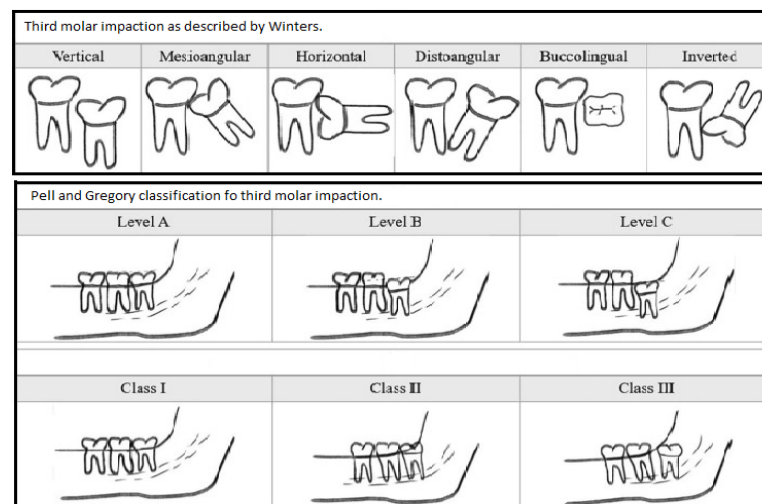 Third molar impaction as described by Winters.
Vertical Mesioangular Horizontal Distoangular Buccolingual Inverted
Pell and Gregory classification fo third molar impaction.
Level A Level B Level C
Class I Class II Class III